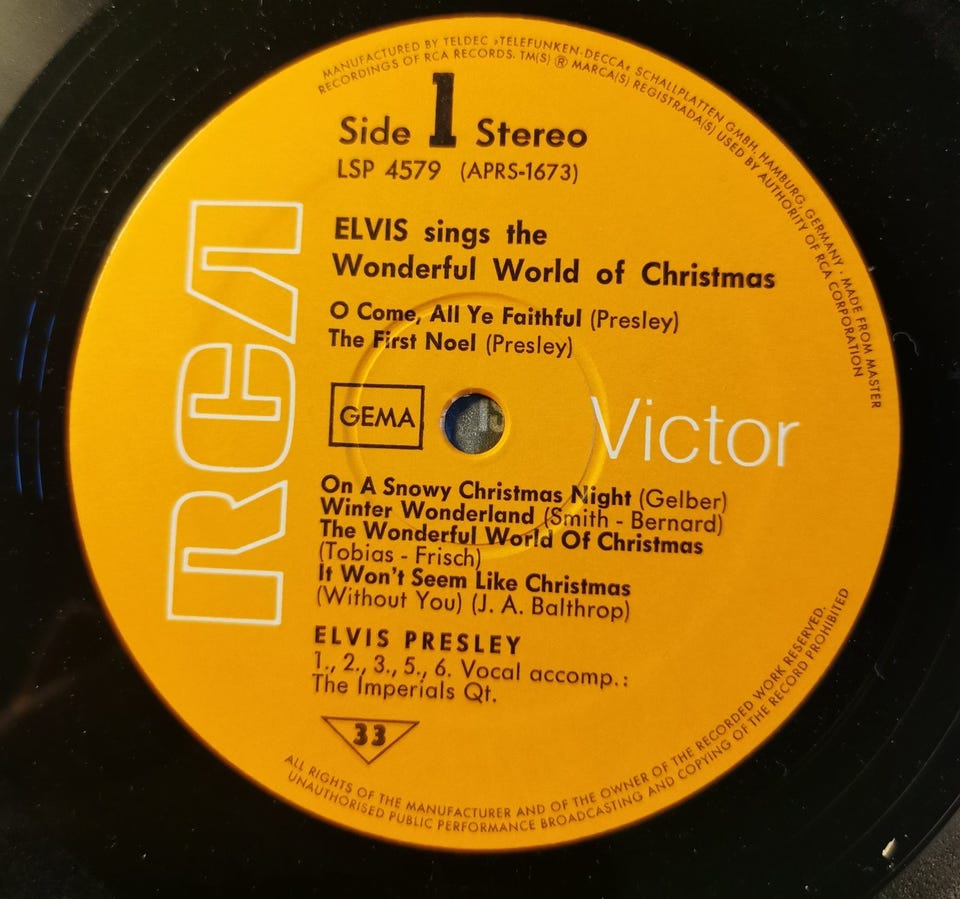 MANUFACTURED BY TELDEC »TELEFUNKEN-DECCA« SCHALLPLATTEN GMBH, HAMBURG, GERMANY · MADE FROM MASTER
RECORDINGS OF RCA RECORDS. TM(S) ® MARCA(S) REGISTRADA(S) USED BY AUTHORITY OF RCA CORPORATION
Side 1 Stereo
LSP 4579 (APRS-1673)
ELVIS sings the
Wonderful World of Christmas
O Come, All Ye Faithful (Presley)
The First Noel (Presley)
RCA
GEMA
Victor
On A Snowy Christmas Night (Gelber)
Winter Wonderland (Smith - Bernard)
The Wonderful World Of Christmas
(Tobias - Frisch)
It Won't Seem Like Christmas
(Without You) (J. A. Balthrop)
ELVIS PRESLEY
1., 2., 3., 5., 6. Vocal accomp.:
The Imperials Qt.
33
ALL RIGHTS OF THE MANUFACTURER AND OF THE OWNER OF THE RECORDED WORK RESERVED.
UNAUTHORISED PUBLIC PERFORMANCE BROADCASTING AND COPYING OF THE RECORD PROHIBITED